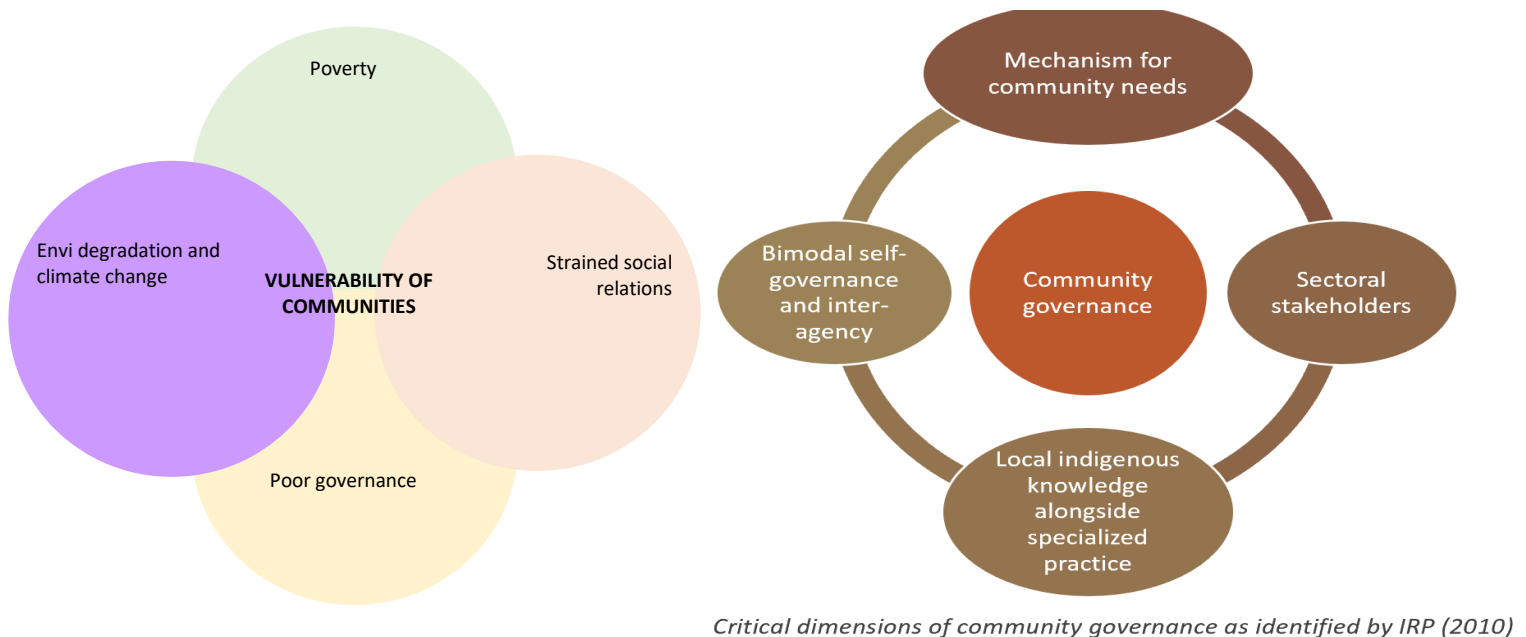 Poverty
Envi degradation and
climate change
VULNERABILITY OF
COMMUNITIES
Strained social
relations
Poor governance
Mechanism for
community needs
Bimodal self-
governance
and inter-
agency
Community
governance
Sectoral
stakeholders
Local indigenous
knowledge
alongside
specialized
practice
Critical dimensions of community governance as identified by IRP (2010)